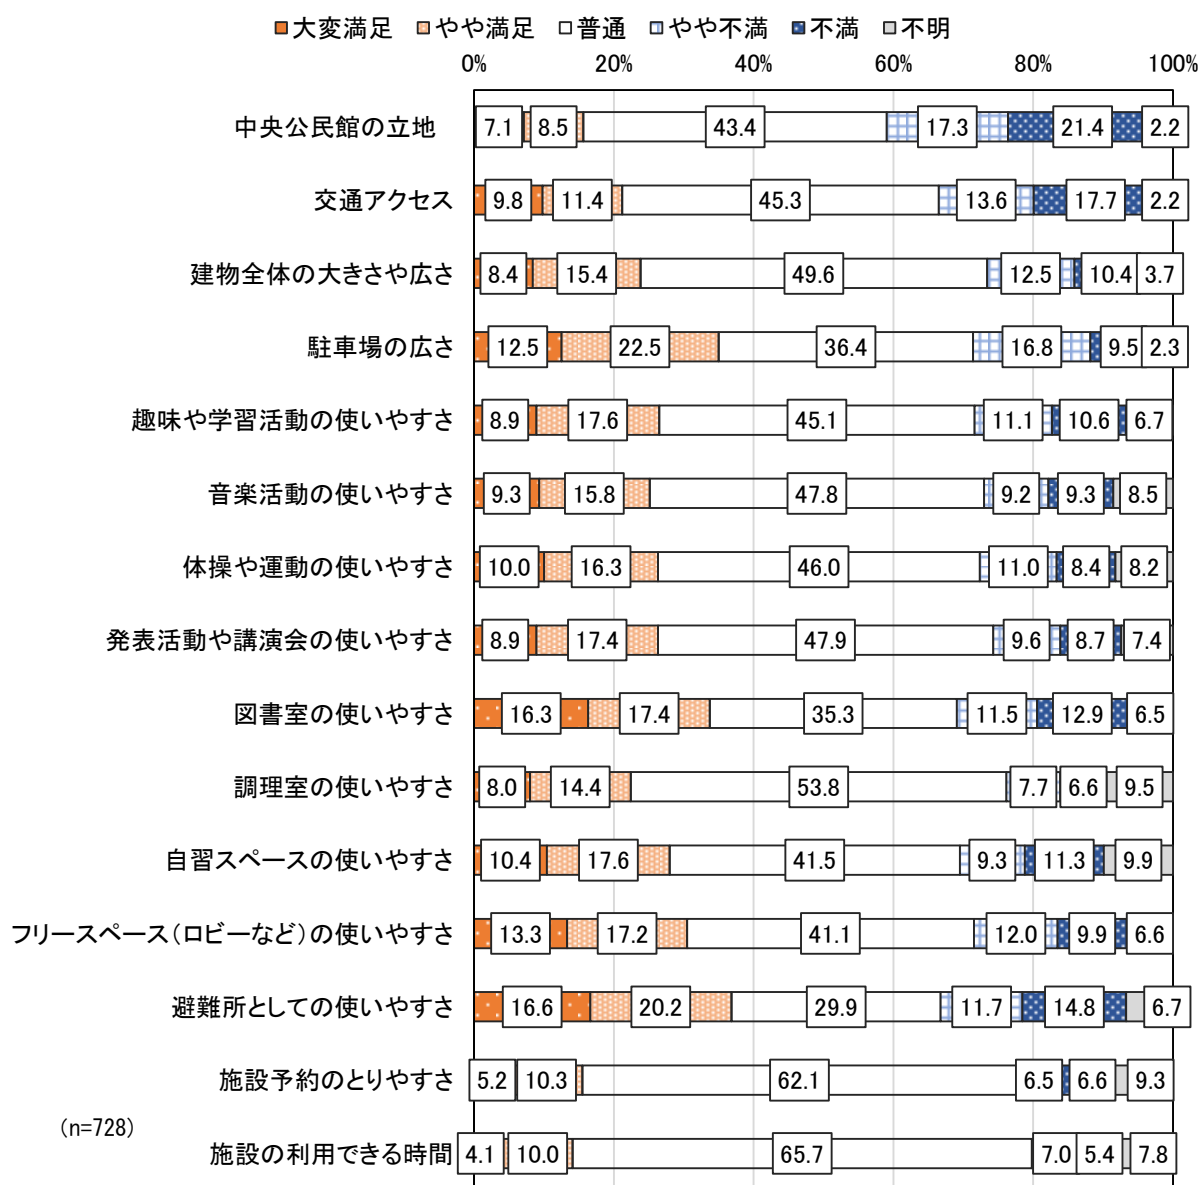 大変満足 やや満足 普通 やや不満 不満 不明
0% 20% 40% 60% 80% 100%
中央公民館の立地 7.1 8.5 43.4 17.3 21.4 2.2
交通アクセス 9.8 11.4 45.3 13.6 17.7 2.2
建物全体の大きさや広さ 8.4 15.4 49.6 12.5 10.4 3.7
駐車場の広さ 12.5 22.5 36.4 16.8 9.5 2.3
趣味や学習活動の使いやすさ 8.9 17.6 45.1 11.1 10.6 6.7
音楽活動の使いやすさ 9.3 15.8 47.8 9.2 9.3 8.5
体操や運動の使いやすさ 10.0 16.3 46.0 11.0 8.4 8.2
発表活動や講演会の使いやすさ 8.9 17.4 47.9 9.6 8.7 7.4
図書室の使いやすさ 16.3 17.4 35.3 11.5 12.9 6.5
調理室の使いやすさ 8.0 14.4 53.8 7.7 6.6 9.5
自習スペースの使いやすさ 10.4 17.6 41.5 9.3 11.3 9.9
フリースペース（ロビーなど）の使いやすさ 13.3 17.2 41.1 12.0 9.9 6.6
避難所としての使いやすさ 16.6 20.2 29.9 11.7 14.8 6.7
施設予約のとりやすさ 5.2 10.3 62.1 6.5 6.6 9.3
（n=728）
施設の利用できる時間 4.1 10.0 65.7 7.0 5.4 7.8